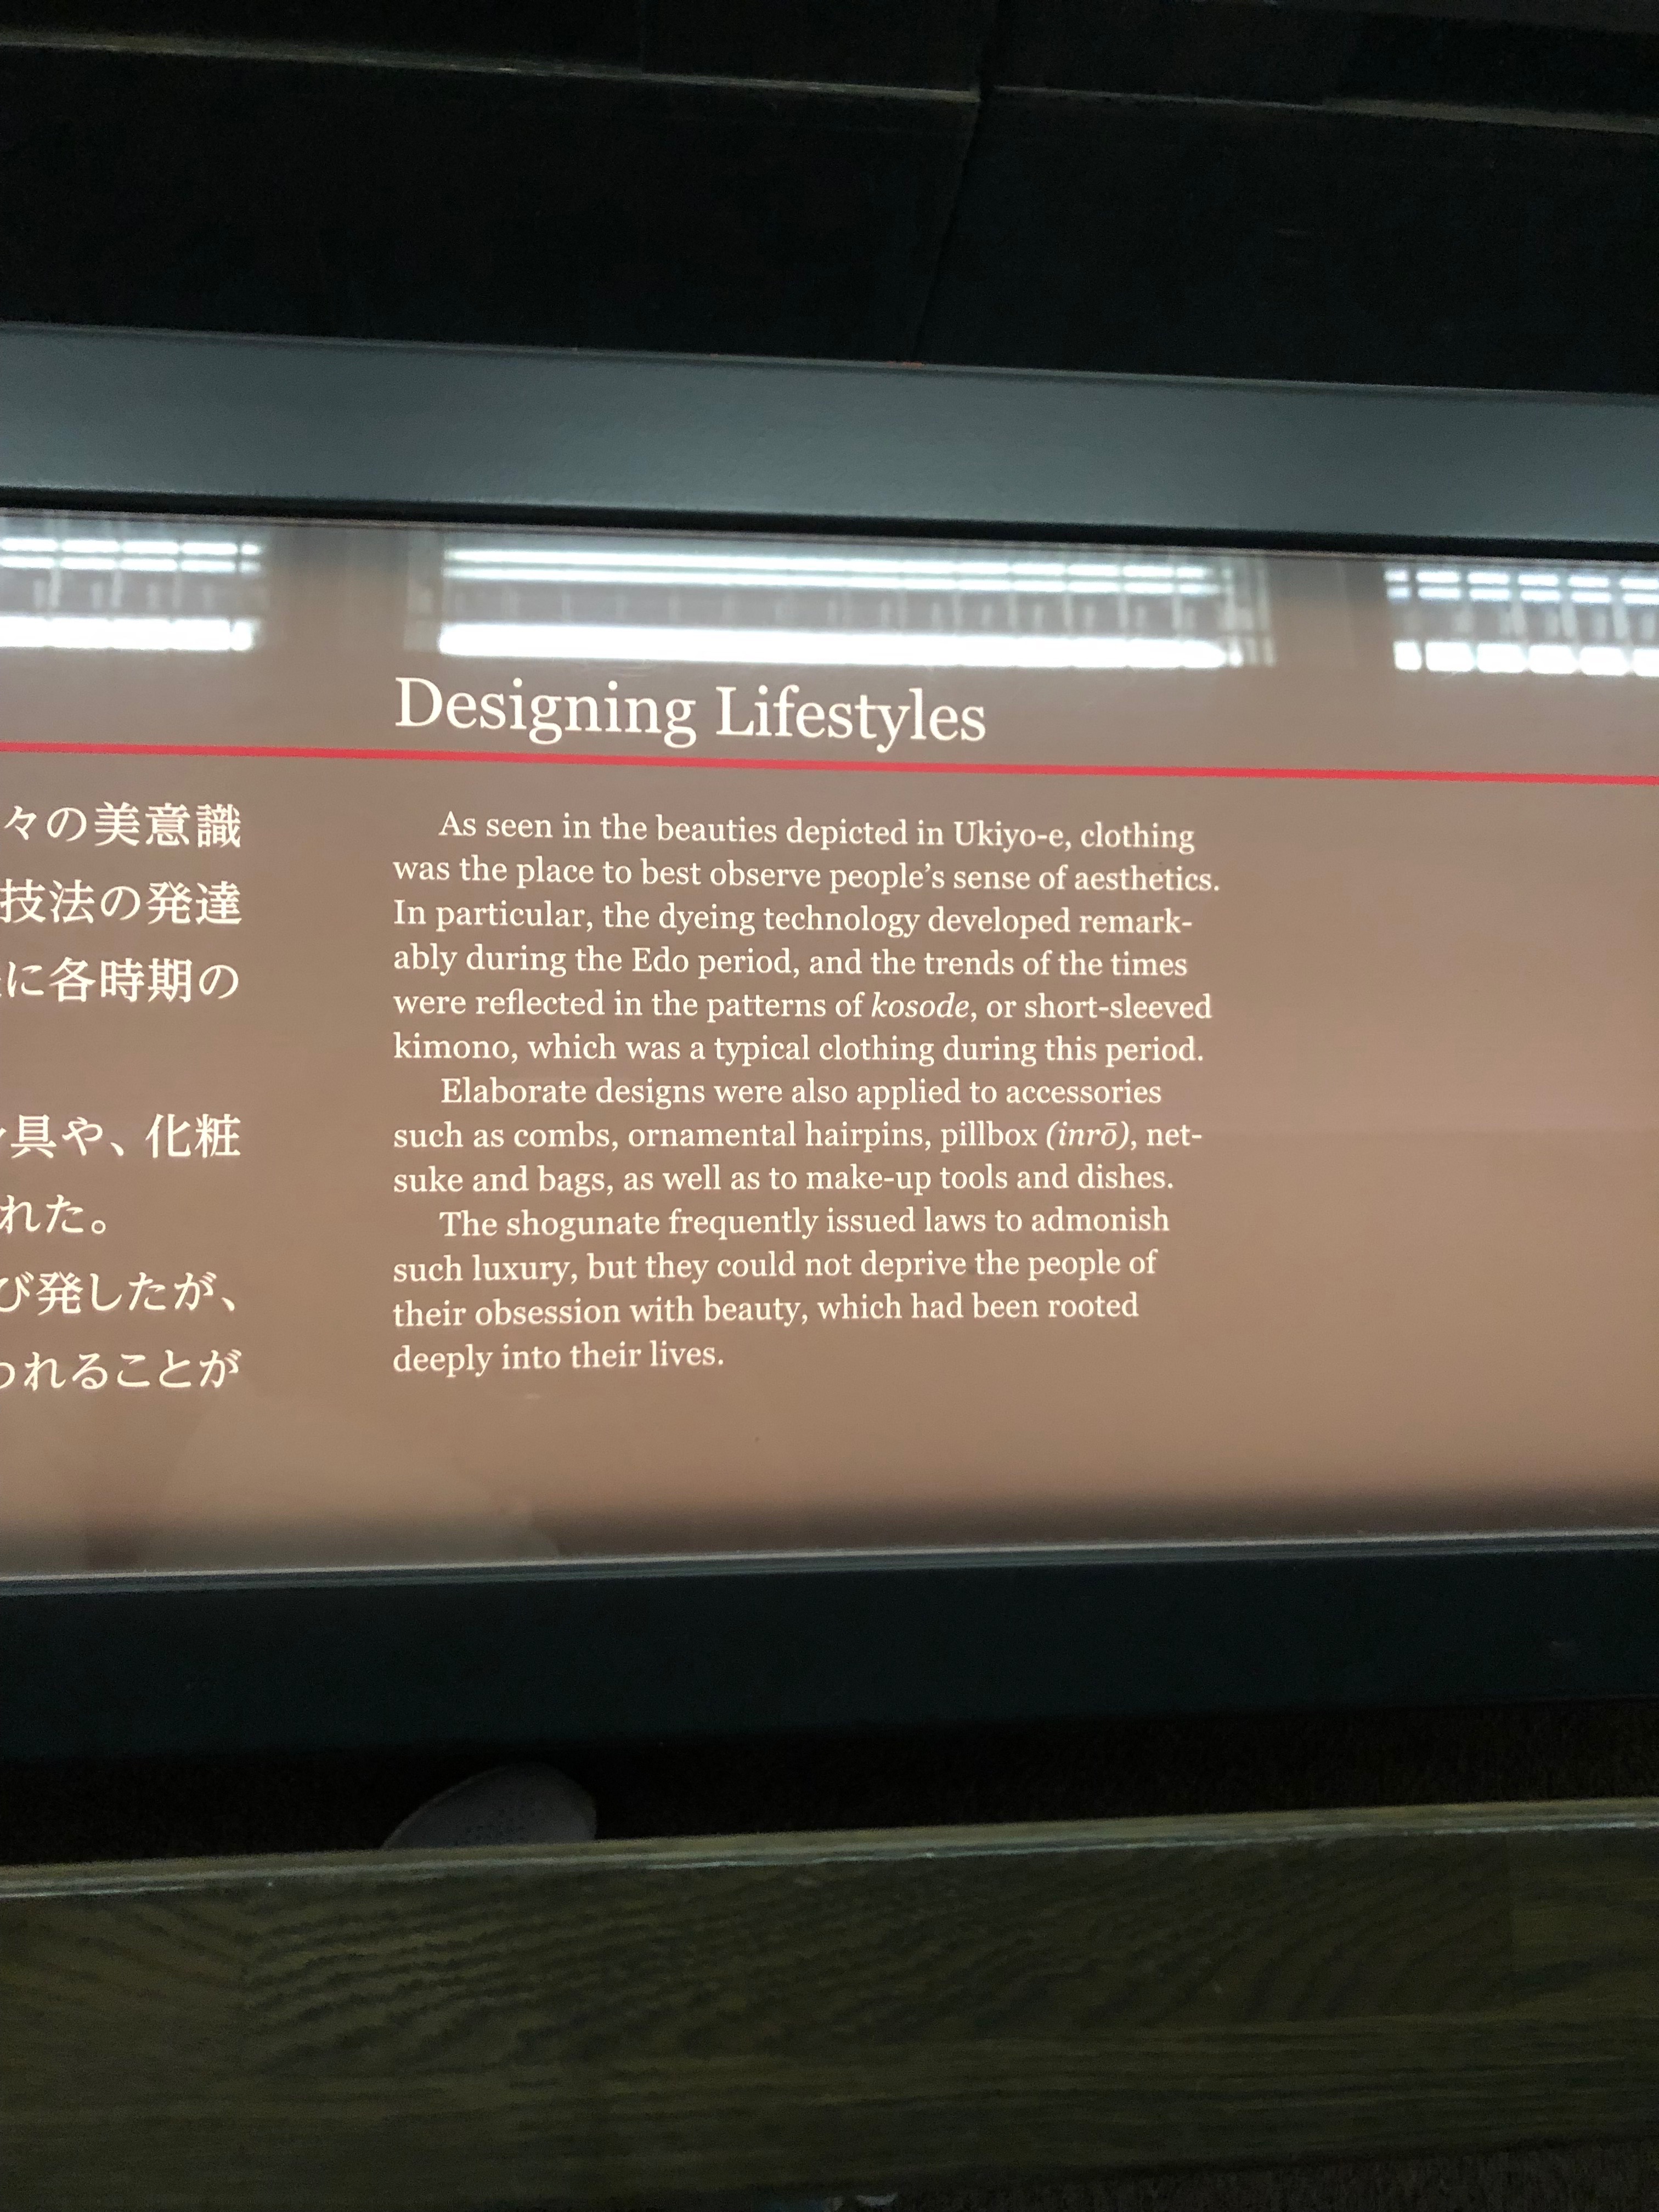 Designing Lifestyles
々の美意識
技法の発達
に各時期の
具や、化粧
れた。
び発したが、
われることが
As seen in the beauties depicted in Ukiyo-e, clothing
was the place to best observe people’s sense of aesthetics.
In particular, the dyeing technology developed remark-
ably during the Edo period, and the trends of the times
were reflected in the patterns of kosode, or short-sleeved
kimono, which was a typical clothing during this period.
Elaborate designs were also applied to accessories
such as combs, ornamental hairpins, pillbox (inrō), net-
suke and bags, as well as to make-up tools and dishes.
The shogunate frequently issued laws to admonish
such luxury, but they could not deprive the people of
their obsession with beauty, which had been rooted
deeply into their lives.